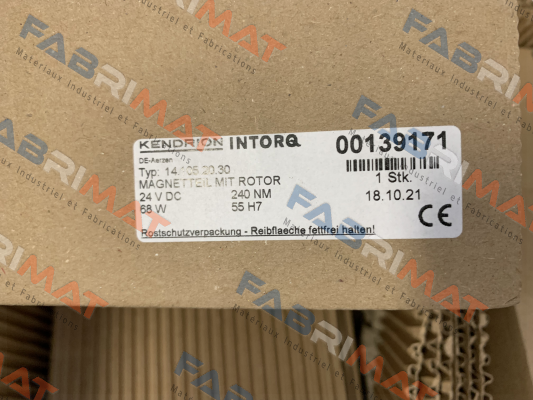 KENDRION INTORQ 00139171
DE-Aerzen
Typ: 14.105.20.30 1 Stk.
MAGNETTEIL MIT ROTOR 18.10.21
24 V DC 240 NM
68 W 55 H7 CE
Rostschutzverpackung - Reibflaeche fettfrei halten!
FABRIMAT
Materiaux Industriel et Fabrications